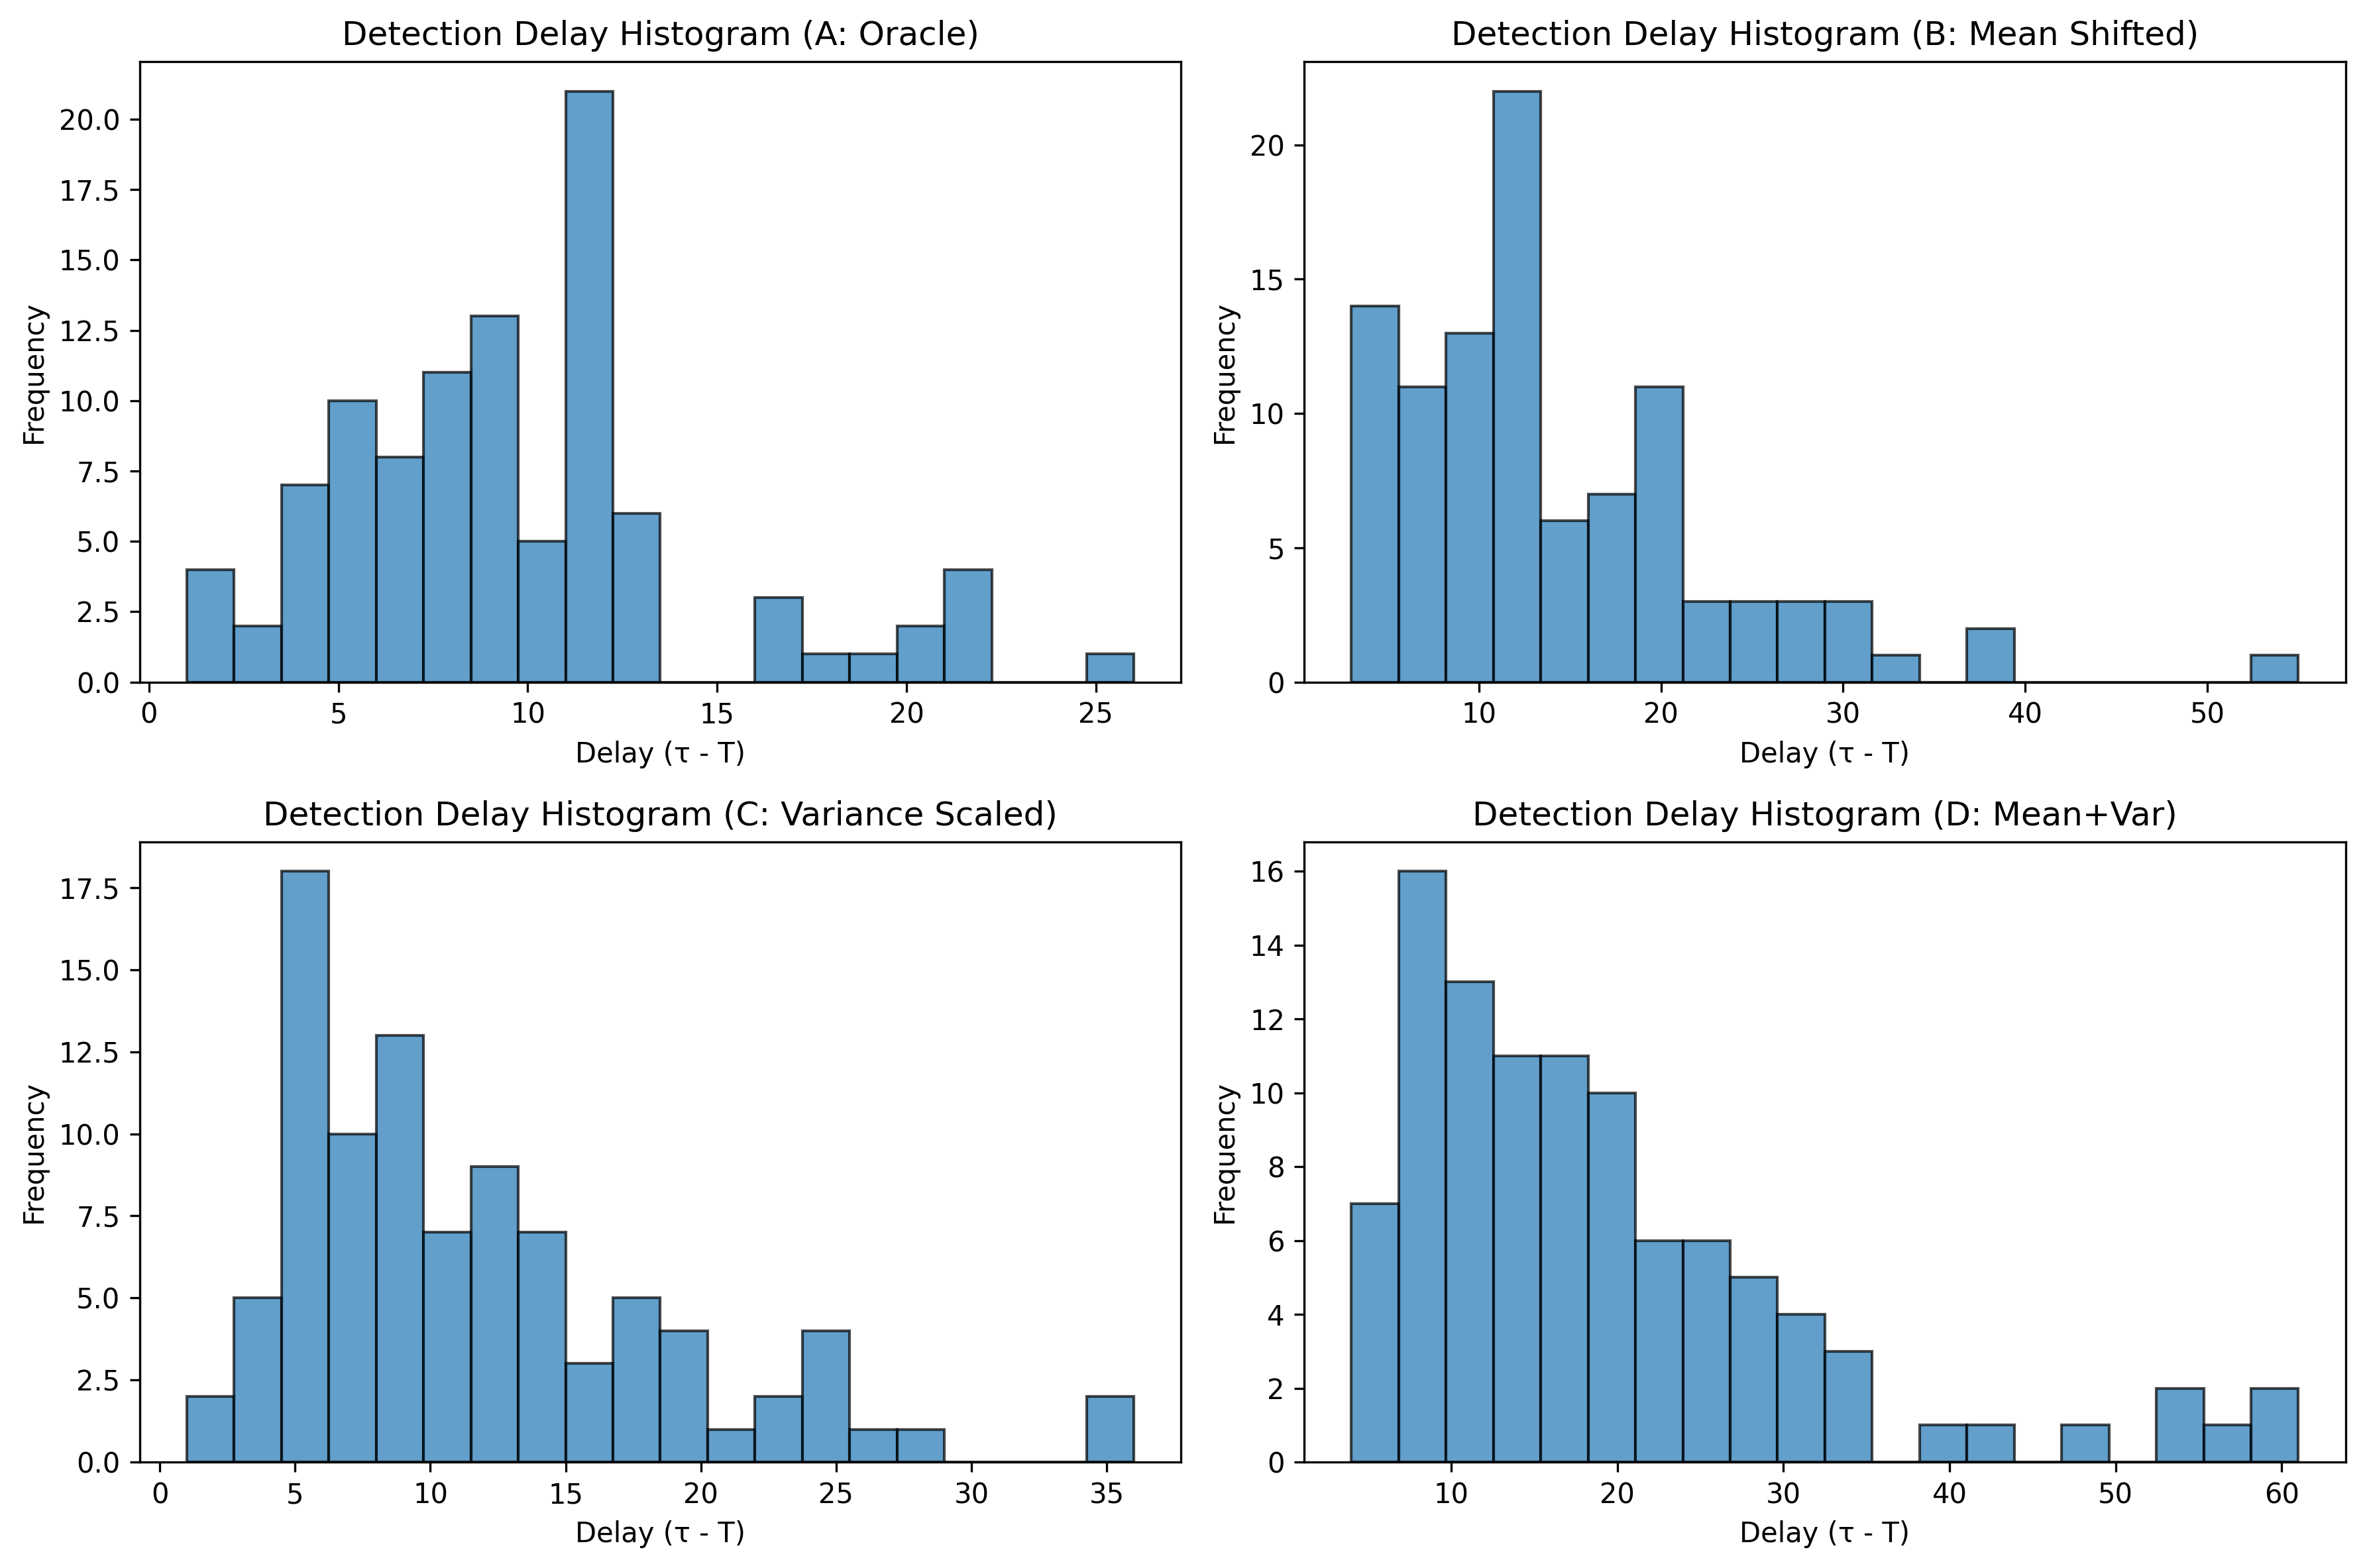 Detection Delay Histogram (A: Oracle)
Frequency
20.0
17.5
15.0
12.5
10.0
7.5
5.0
2.5
0.0
0 5 10 15 20 25
Delay (τ - T)
Detection Delay Histogram (B: Mean Shifted)
Frequency
20
15
10
5
0
10 20 30 40 50
Delay (τ - T)
Detection Delay Histogram (C: Variance Scaled)
Frequency
17.5
15.0
12.5
10.0
7.5
5.0
2.5
0.0
0 5 10 15 20 25 30 35
Delay (τ - T)
Detection Delay Histogram (D: Mean+Var)
Frequency
16
14
12
10
8
6
4
2
0
10 20 30 40 50 60
Delay (τ - T)